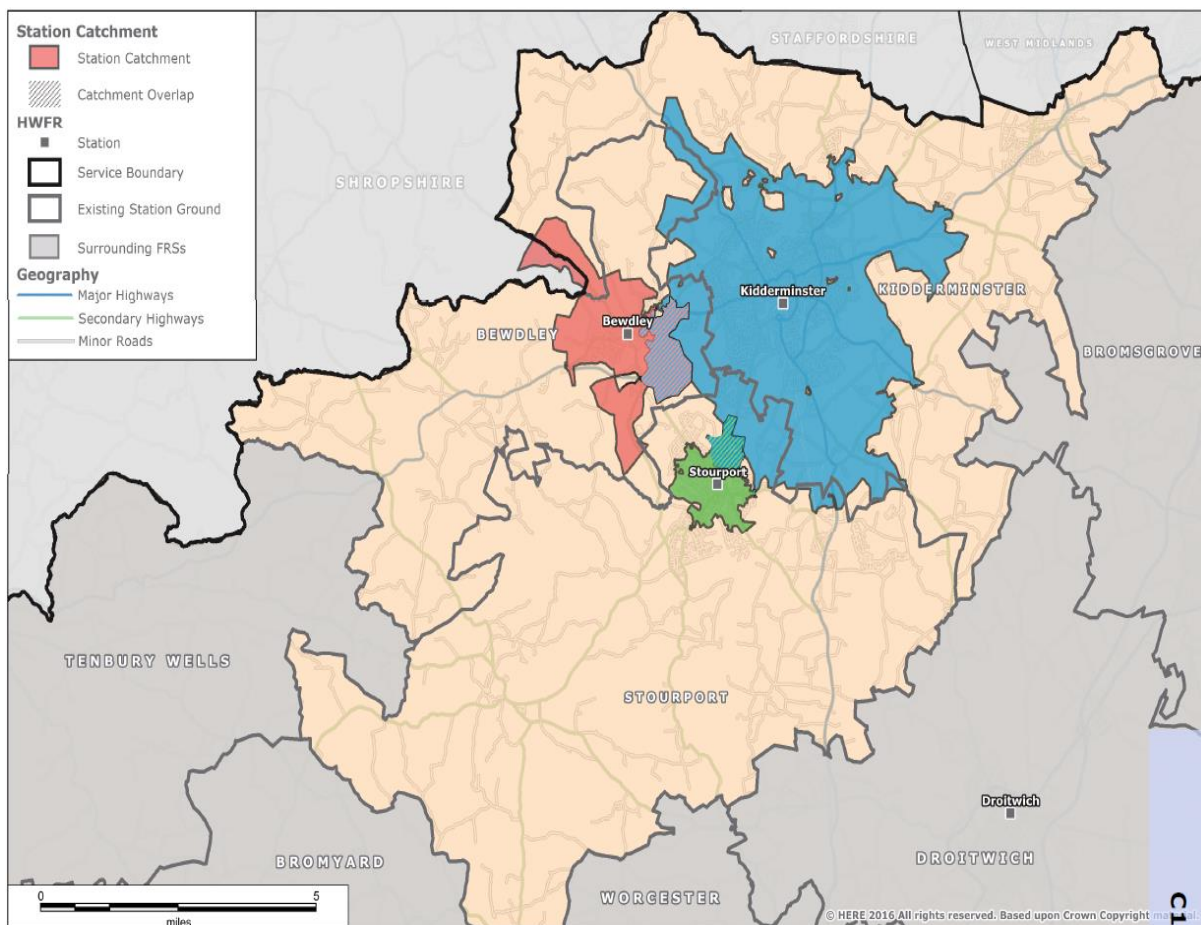 Station Catchment
Station Catchment
Catchment Overlap
HWFR
Station
Service Boundary
Existing Station Ground
Surrounding FRSs
Geography
Major Highways
Secondary Highways
Minor Roads
STAFFORDSHIRE
WEST MIDLANDS
SHROPSHIRE
Kidderminster
KIDDERMINSTER
BEWDLEY
Bewdley
BROMSGROVE
Stourport
TENBURY WELLS
STOURPORT
Droitwich
BROMYARD
DROITWICH
WORCESTER
0 5
miles
© HERE 2016 All rights reserved. Based upon Crown Copyright material.
C1